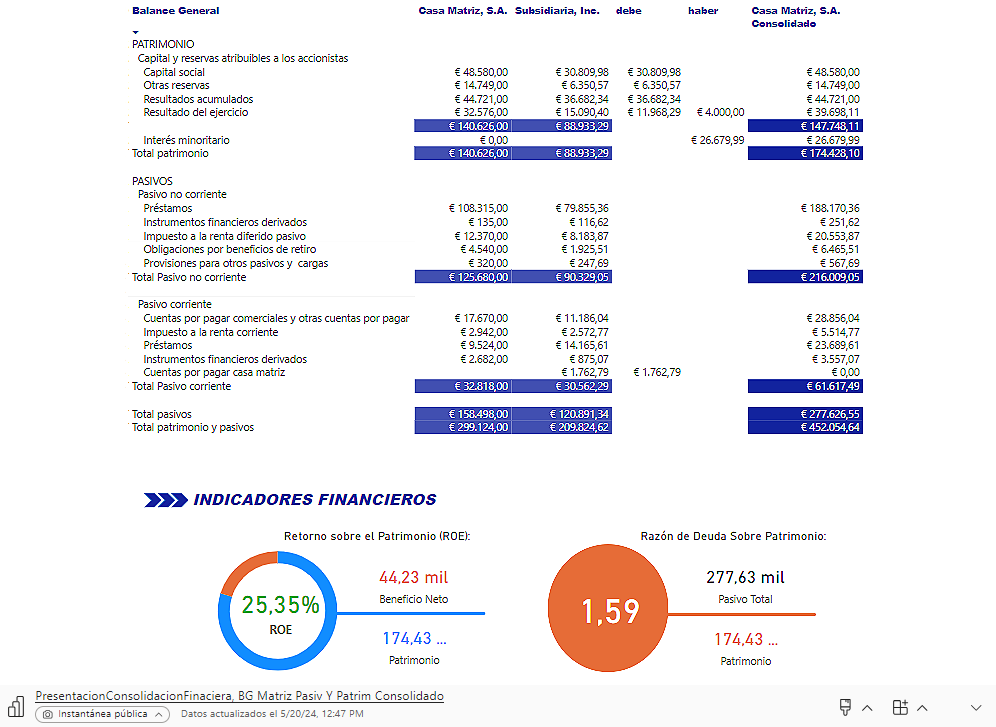 Balance General Casa Matriz, S.A. Subsidiaria, Inc. debe haber Casa Matriz, S.A. Consolidado
PATRIMONIO
Capital y reservas atribuibles a los accionistas
Capital social € 48.580,00 € 30.809,98 € 30.809,98 € 48.580,00
Otras reservas € 14.749,00 € 6.350,57 € 6.350,57 € 14.749,00
Resultados acumulados € 44.721,00 € 36.682,34 € 36.682,34 € 44.721,00
Resultado del ejercicio € 32.576,00 € 15.090,40 € 11.968,29 € 4.000,00 € 39.698,11
€ 140.626,00 € 88.933,29 € 147.748,11
Interés minoritario € 0,00 € 26.679,99 € 26.679,99
Total patrimonio € 140.626,00 € 88.933,29 € 174.428,10
PASIVOS
Pasivo no corriente
Préstamos € 108.315,00 € 79.855,36 € 188.170,36
Instrumentos financieros derivados € 135,00 € 116,62 € 251,62
Impuesto a la renta diferido pasivo € 12.370,00 € 8.183,87 € 20.553,87
Obligaciones por beneficios de retiro € 4.540,00 € 1.925,51 € 6.465,51
Provisiones para otros pasivos y cargas € 320,00 € 247,69 € 567,69
Total Pasivo no corriente € 125.680,00 € 90.329,05 € 216.009,05
Pasivo corriente
Cuentas por pagar comerciales y otras cuentas por pagar € 17.670,00 € 11.186,04 € 28.856,04
Impuesto a la renta corriente € 2.942,00 € 2.572,77 € 5.514,77
Préstamos € 9.524,00 € 14.165,61 € 23.689,61
Instrumentos financieros derivados € 2.682,00 € 875,07 € 3.557,07
Cuentas por pagar casa matriz € 1.762,79 € 1.762,79 € 0,00
Total Pasivo corriente € 32.818,00 € 30.562,29 € 61.617,49
Total pasivos € 158.498,00 € 120.891,34 € 277.626,55
Total patrimonio y pasivos € 299.124,00 € 209.824,62 € 452.054,64
INDICADORES FINANCIEROS
Retorno sobre el Patrimonio (ROE):
25,35%
ROE
44,23 mil
Beneficio Neto
174,43 ...
Patrimonio
Razón de Deuda Sobre Patrimonio:
1,59
277,63 mil
Pasivo Total
174,43 ...
Patrimonio
PresentacionConsolidacionFinaciera, BG Matriz Pasiv Y Patrim Consolidado
Instantánea pública Datos actualizados el 5/20/24, 12:47 PM